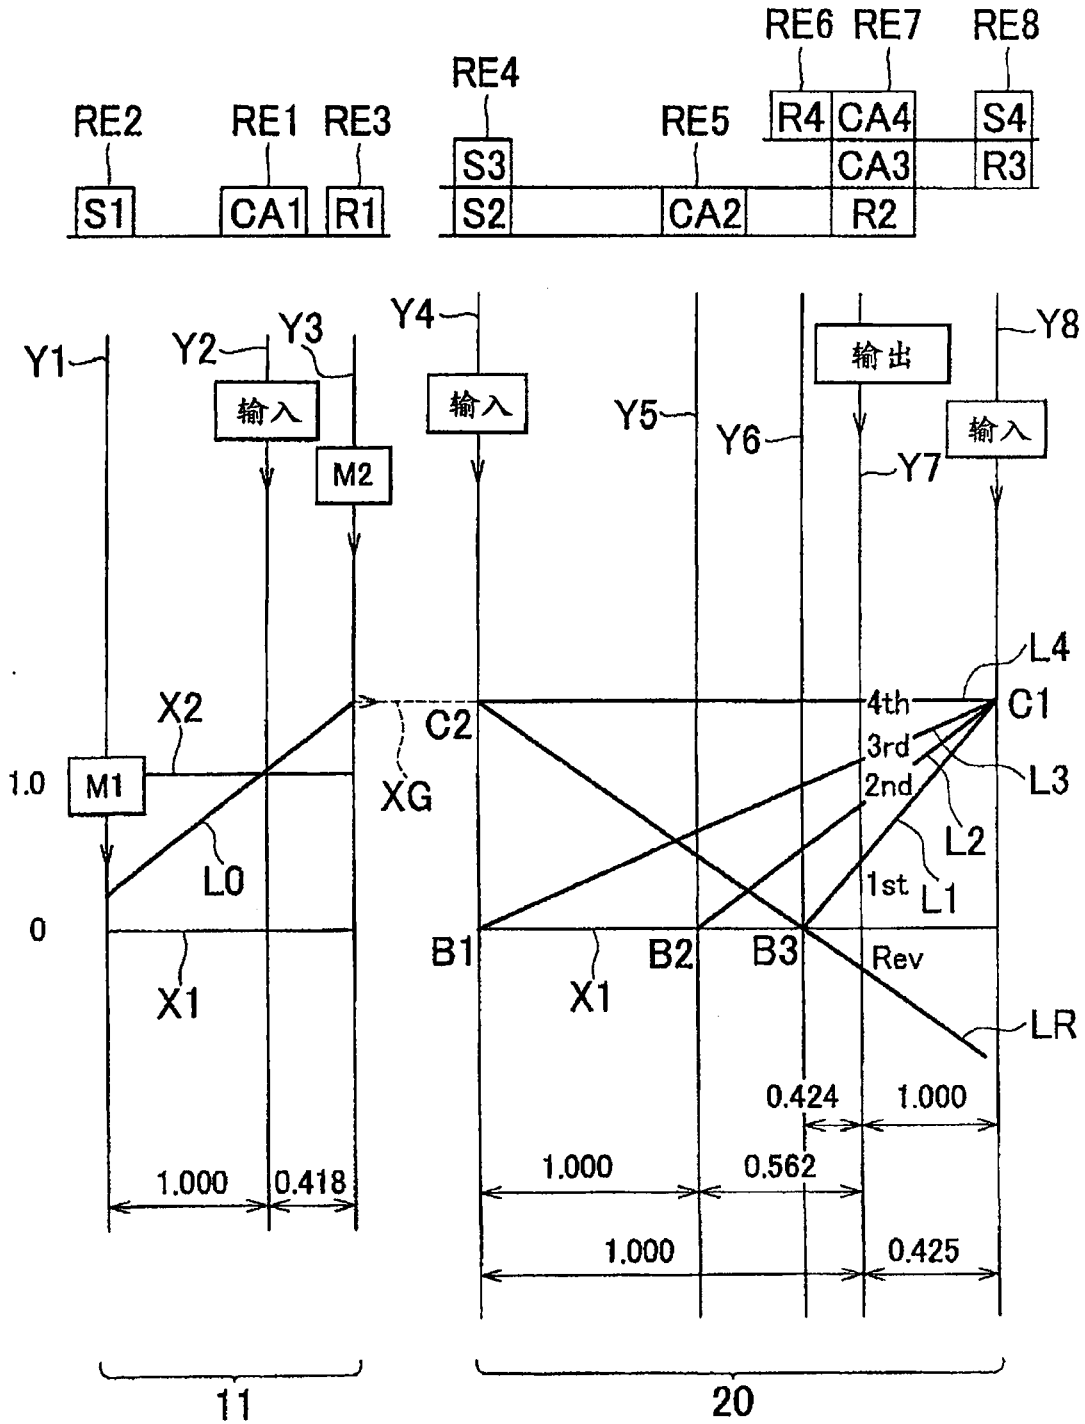 RE6 RE7 RE8
RE4
RE2 RE1 RE3 RE5
R4 CA4 S4
S3 CA3 R3
S1 CA1 R1 S2 CA2 R2
Y1 Y2 Y3 Y4 Y5 Y6 Y7 Y8
输入 M2 输入 输出 输入
L4
X2 C2 4th C1
3rd
1.0 M1 XG 2nd L3
L0 L2
1st L1
0
B1 B2 B3 Rev
X1 X1 LR
0.424 1.000
1.000 0.418 1.000 0.562
1.000 0.425
11 20